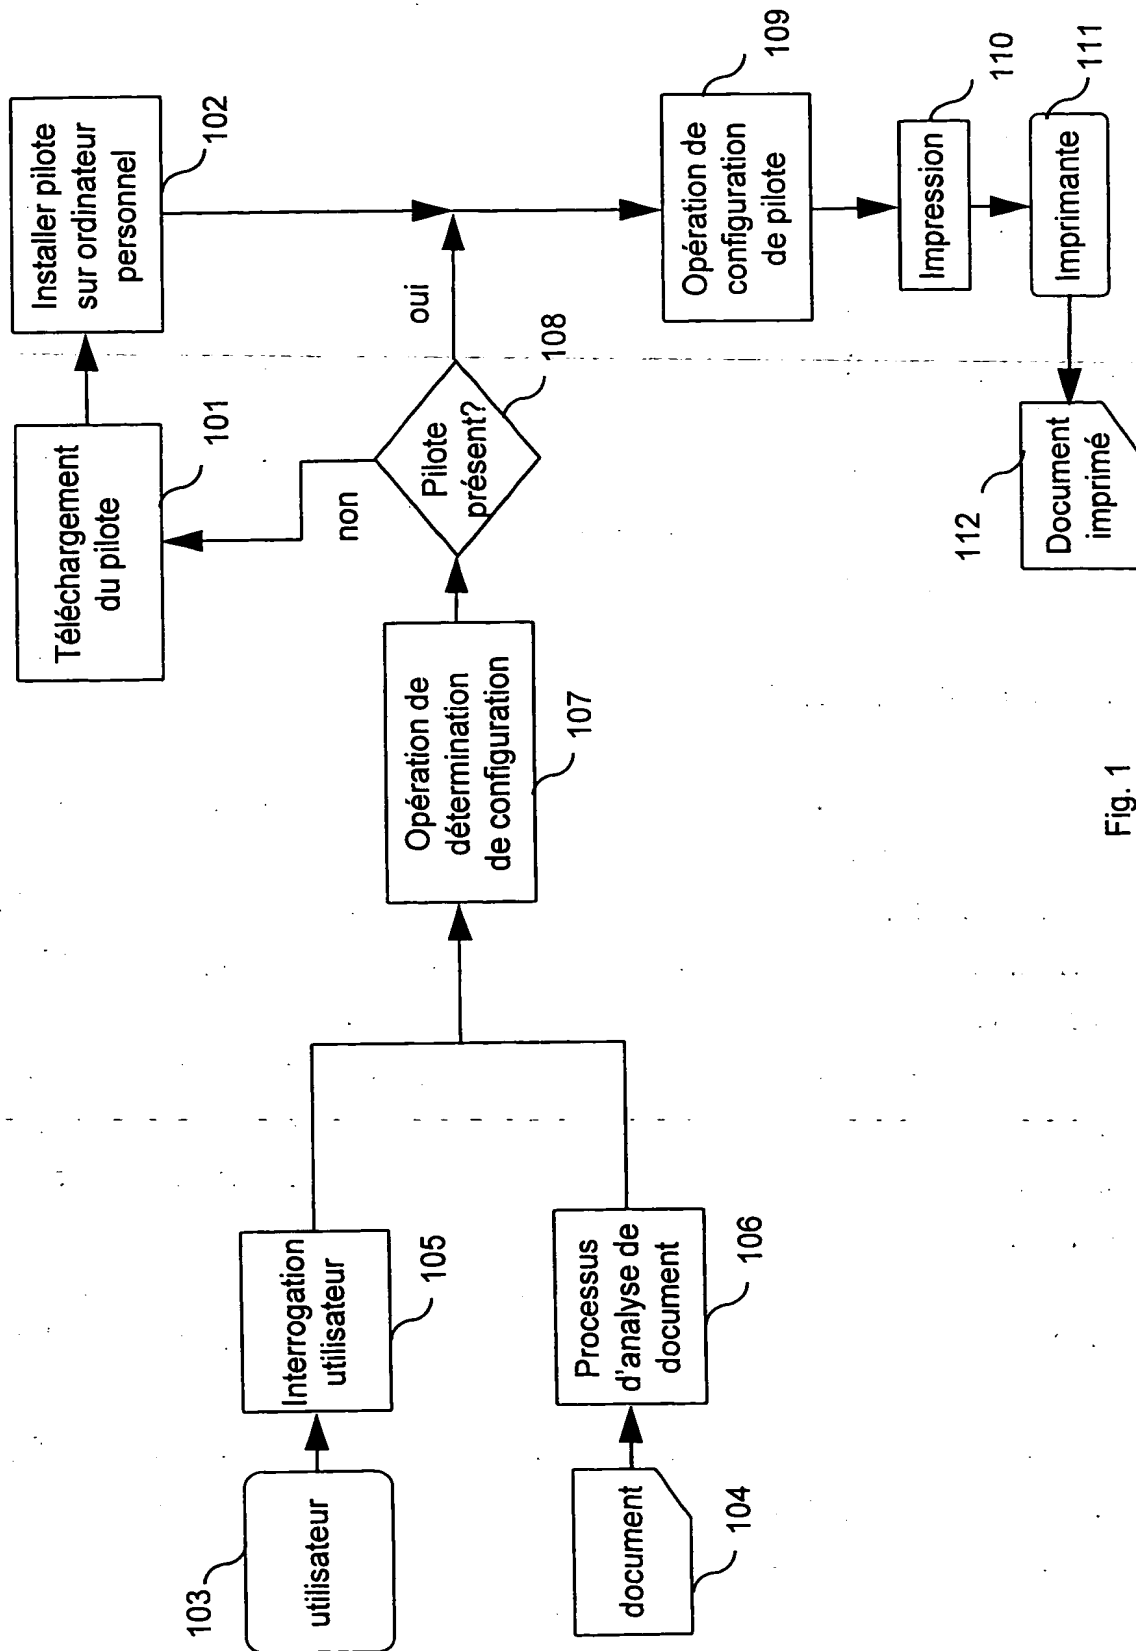 103
utilisateur
104
document
Interrogation
utilisateur
105
Processus
d'analyse de
document
106
Opération de
détermination
de configuration
107
Pilote
présent?
108
non
oui
Téléchargement
du pilote
101
Installer pilote
sur ordinateur
personnel
102
Opération de
configuration
de pilote
109
Impression
110
Imprimante
111
Document
imprimé
112
Fig. 1